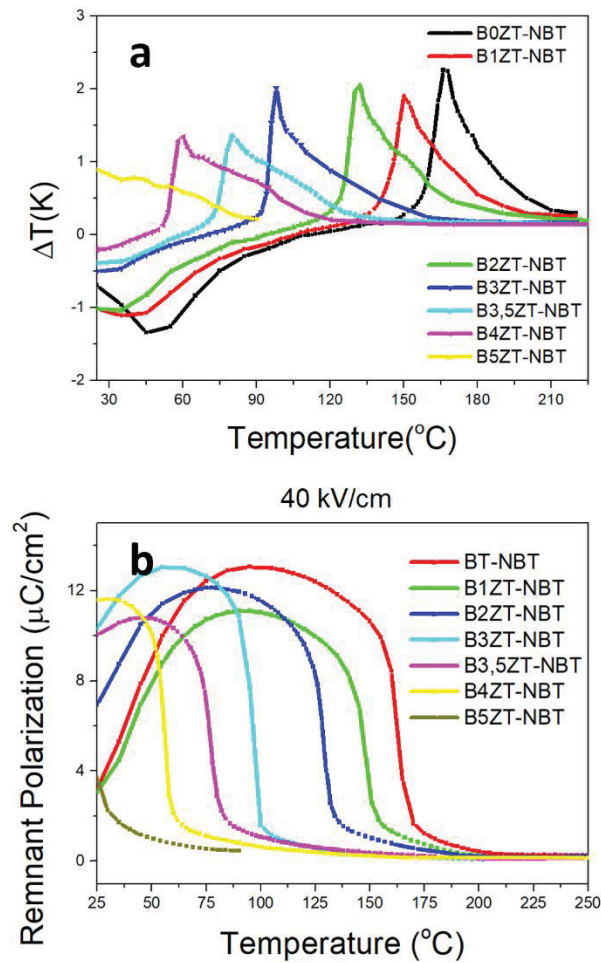 a
B0ZT-NBT
B1ZT-NBT
B2ZT-NBT
B3ZT-NBT
B3,5ZT-NBT
B4ZT-NBT
B5ZT-NBT
ΔT(K)
3
2
1
0
-1
-2
30 60 90 120 150 180 210
Temperature(°C)
40 kV/cm
b
BT-NBT
B1ZT-NBT
B2ZT-NBT
B3ZT-NBT
B3,5ZT-NBT
B4ZT-NBT
B5ZT-NBT
Remnant Polarization (μC/cm²)
12
8
4
0
25 50 75 100 125 150 175 200 225 250
Temperature (°C)